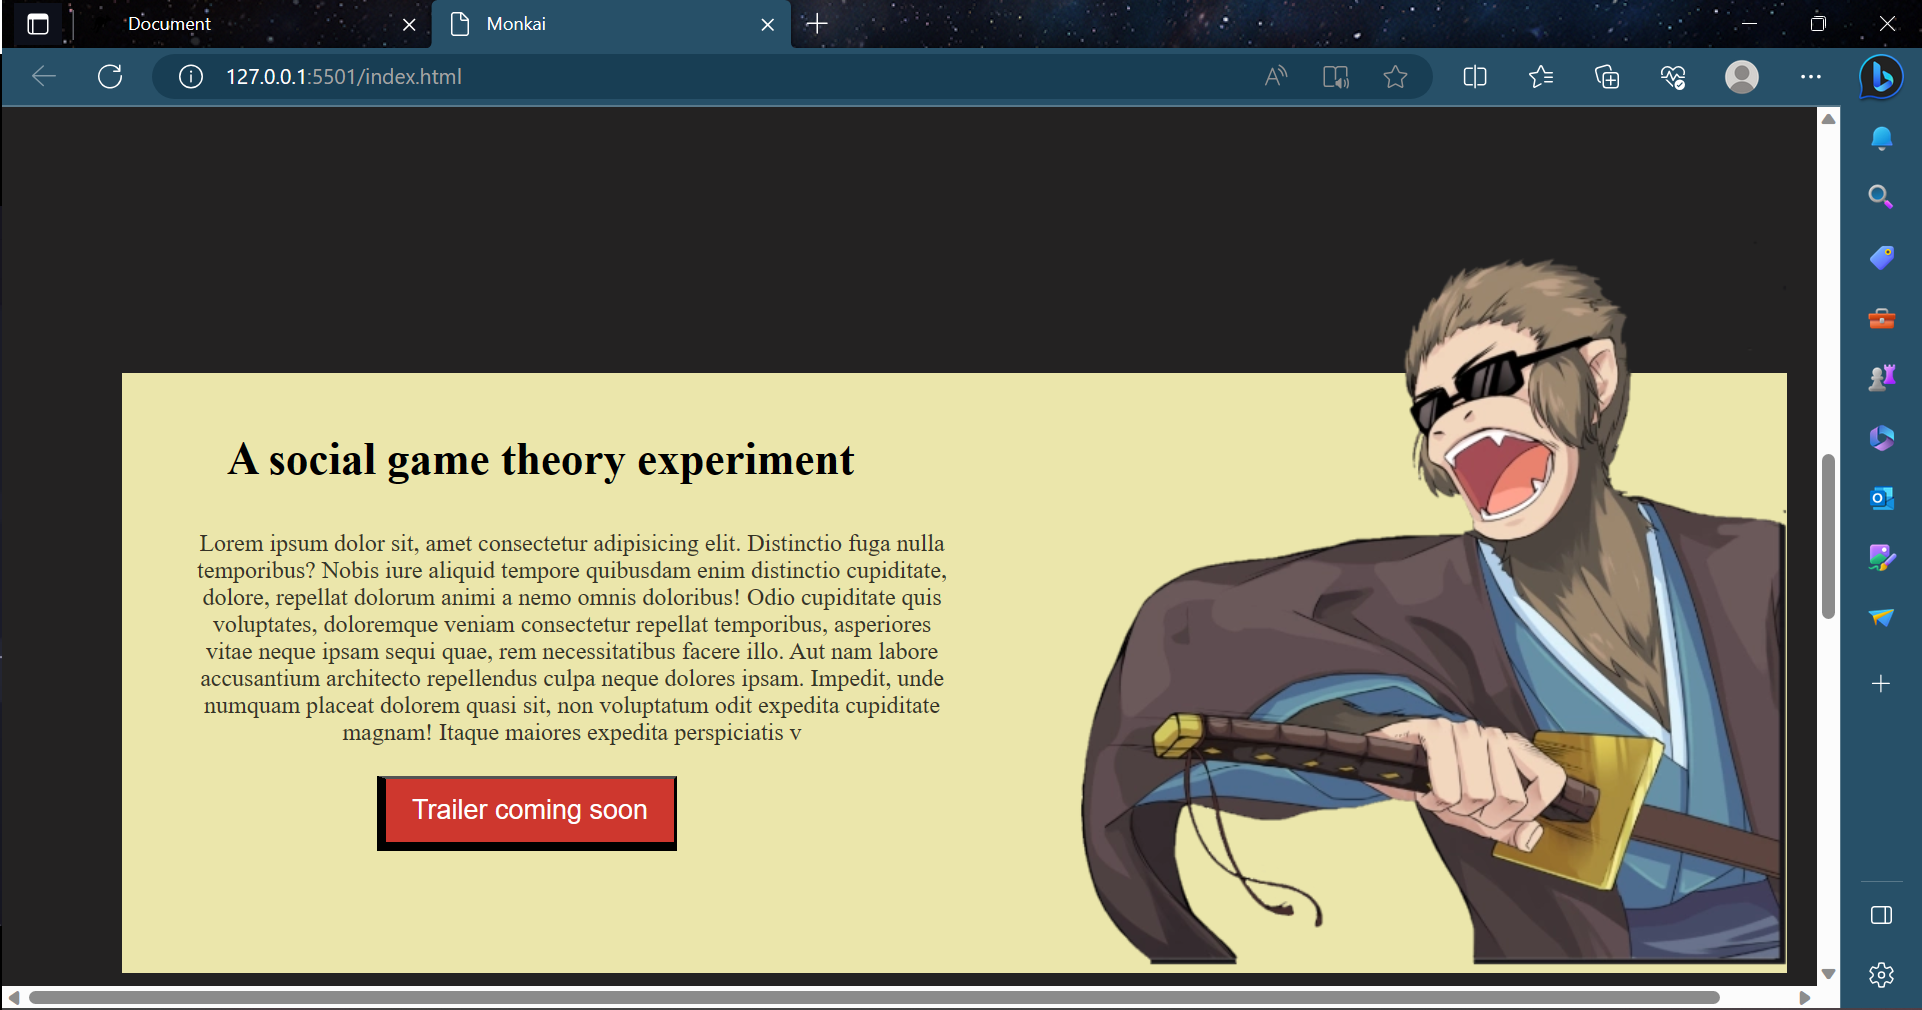 Document
Monkai
127.0.0.1:5501/index.html
A social game theory experiment
Lorem ipsum dolor sit, amet consectetur adipisicing elit. Distinctio fuga nulla
temporibus? Nobis iure aliquid tempore quibusdam enim distinctio cupiditate,
dolore, repellat dolorum animi a nemo omnis doloribus! Odio cupiditate quis
voluptates, doloremque veniam consectetur repellat temporibus, asperiores
vitae neque ipsam sequi quae, rem necessitatibus facere illo. Aut nam labore
accusantium architecto repellendus culpa neque dolores ipsam. Impedit, unde
numquam placeat dolorem quasi sit, non voluptatum odit expedita cupiditate
magnam! Itaque maiores expedita perspiciatis v
Trailer coming soon